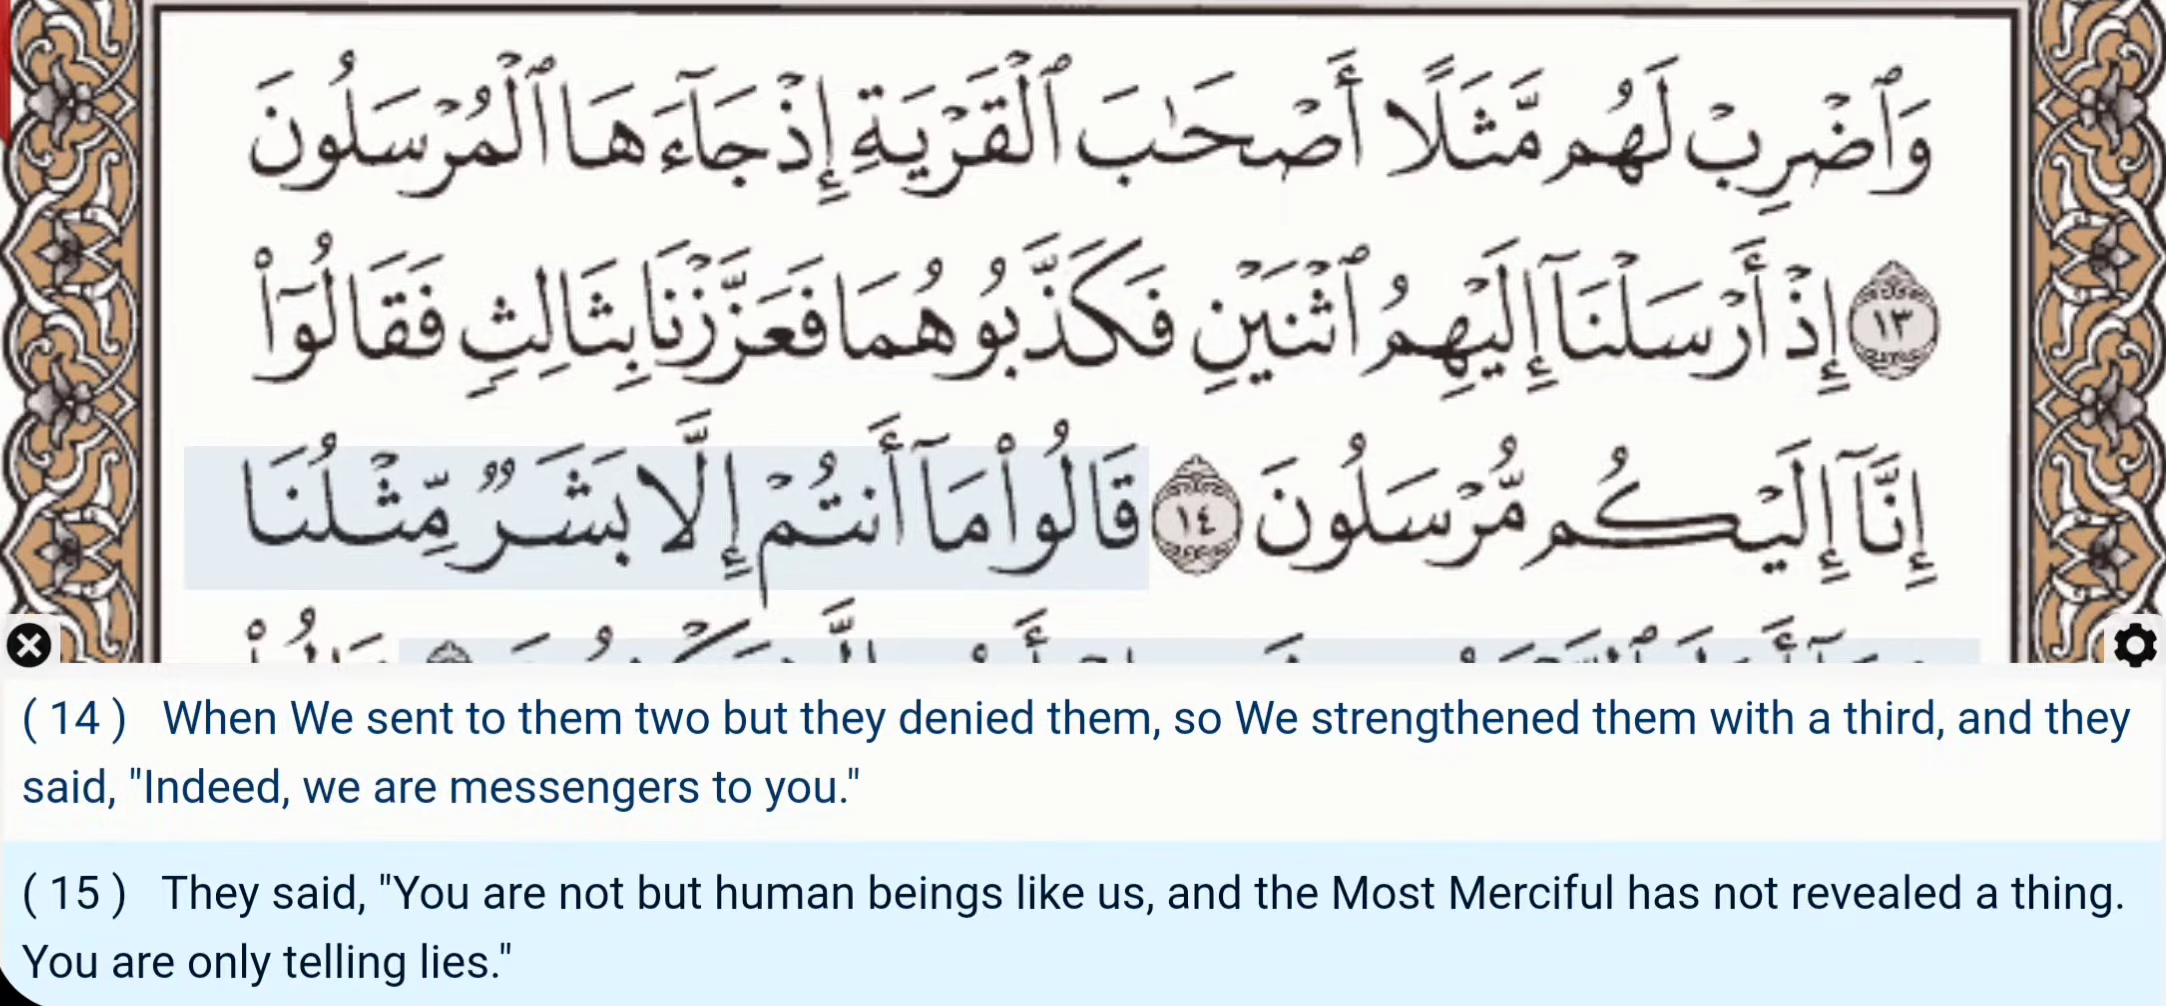 وَٱضْرِبْ لَهُم مَّثَلًا أَصْحَٰبَ ٱلْقَرْيَةِ إِذْ جَآءَهَا ٱلْمُرْسَلُونَ
١٣ إِذْ أَرْسَلْنَآ إِلَيْهِمُ ٱثْنَيْنِ فَكَذَّبُوهُمَا فَعَزَّزْنَا بِثَالِثٍ فَقَالُوٓا۟
إِنَّآ إِلَيْكُم مُّرْسَلُونَ ١٤ قَالُوا۟ مَآ أَنتُمْ إِلَّا بَشَرٌ مِّثْلُنَا
( 14 ) When We sent to them two but they denied them, so We strengthened them with a third, and they
said, "Indeed, we are messengers to you."
( 15 ) They said, "You are not but human beings like us, and the Most Merciful has not revealed a thing.
You are only telling lies."